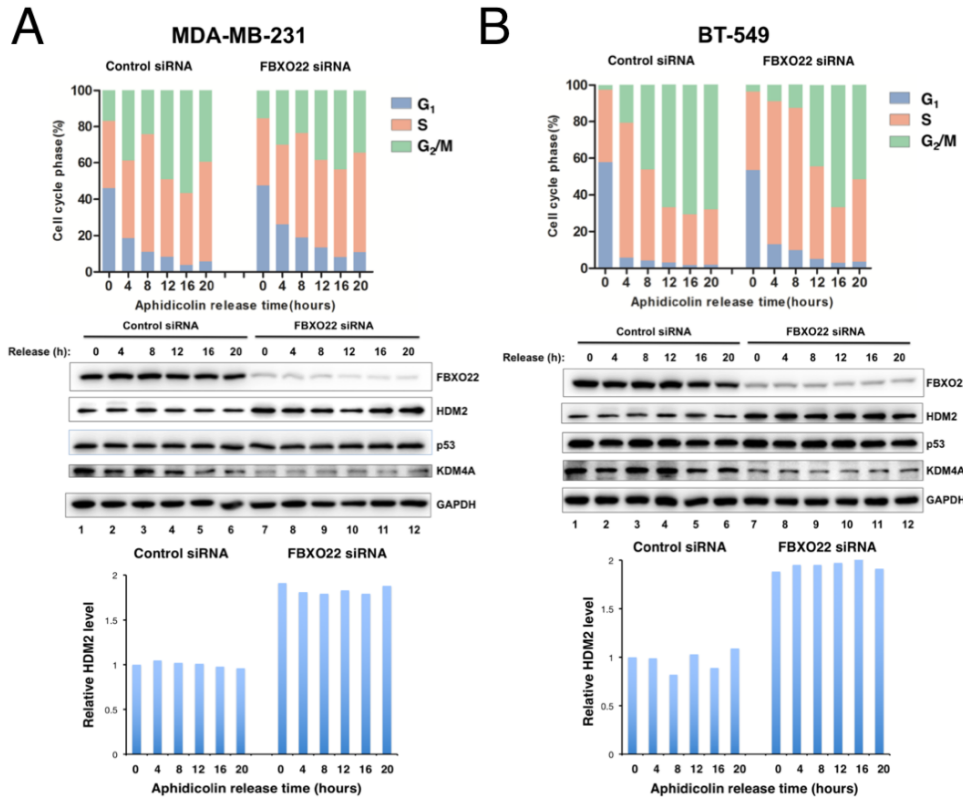 A
MDA-MB-231
Control siRNA FBXO22 siRNA
Cell cycle phase(%)
100
80
60
40
20
0
G1
S
G2/M
0 4 8 12 16 20 0 4 8 12 16 20
Aphidicolin release time(hours)
Control siRNA FBXO22 siRNA
Release (h): 0 4 8 12 16 20 0 4 8 12 16 20
FBXO22
HDM2
p53
KDM4A
GAPDH
1 2 3 4 5 6 7 8 9 10 11 12
Control siRNA FBXO22 siRNA
Relative HDM2 level
2
1.5
1
0.5
0
0 4 8 12 16 20 0 4 8 12 16 20
Aphidicolin release time (hours)
B
BT-549
Control siRNA FBXO22 siRNA
Cell cycle phase(%)
100
80
60
40
20
0
G1
S
G2/M
0 4 8 12 16 20 0 4 8 12 16 20
Aphidicolin release time(hours)
Control siRNA FBXO22 siRNA
Release (h): 0 4 8 12 16 20 0 4 8 12 16 20
FBXO2
HDM2
p53
KDM4A
GAPDH
1 2 3 4 5 6 7 8 9 10 11 12
Control siRNA FBXO22 siRNA
Relative HDM2 level
2
1.5
1
0.5
0
0 4 8 12 16 20 0 4 8 12 16 20
Aphidicolin release time (hours)